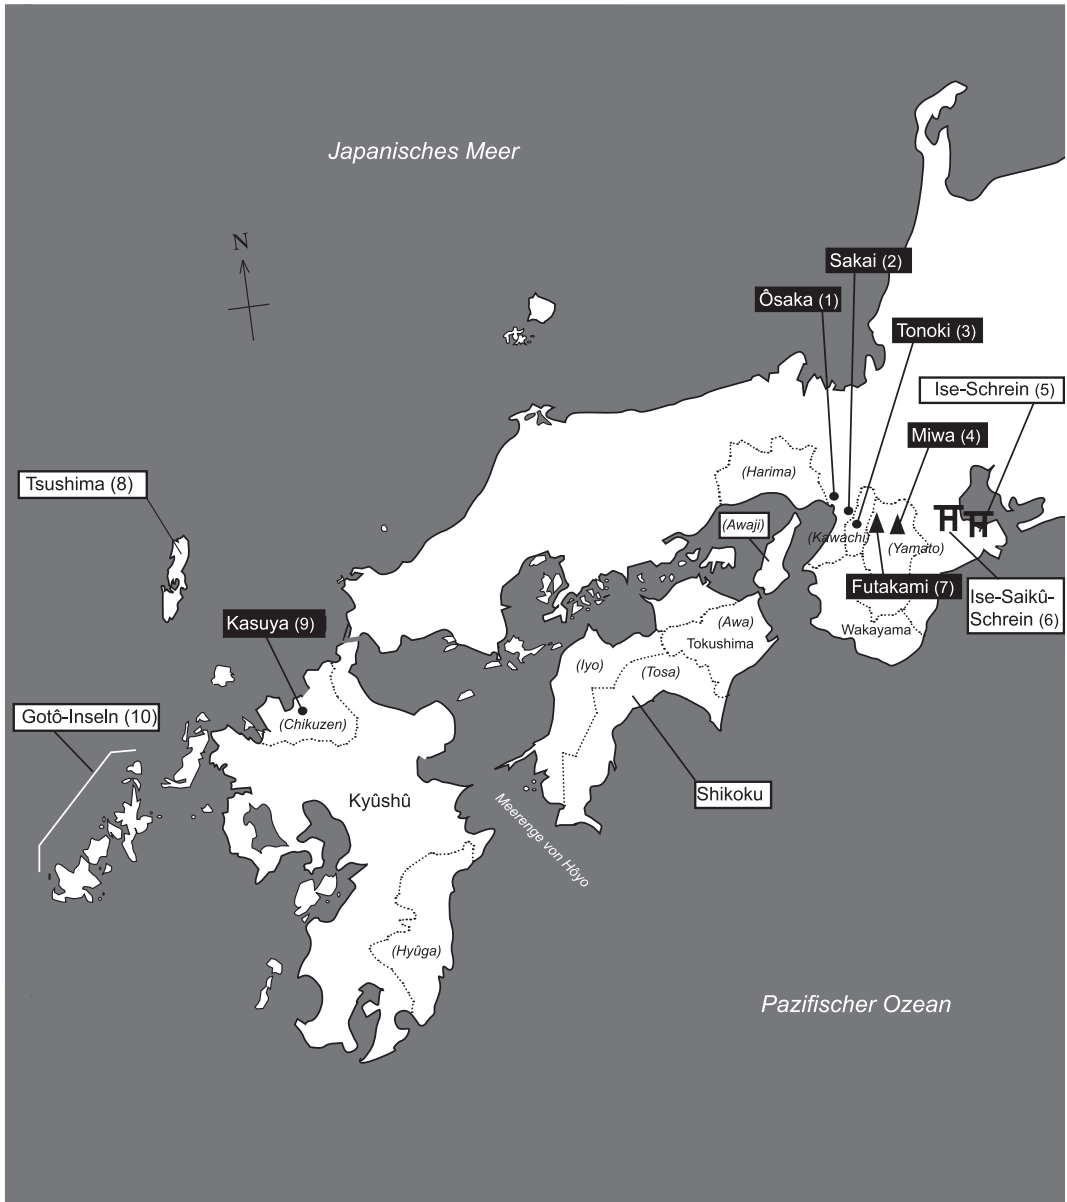 Japanisches Meer
N
Sakai (2)
Ôsaka (1)
Tonoki (3)
Ise-Schrein (5)
Miwa (4)
(Harima)
Tsushima (8)
(Awaji)
(Kawachi)
(Yamato)
Futakami (7)
Ise-Saikû-
Schrein (6)
Kasuya (9)
Wakayama
(Awa)
Tokushima
(Iyo)
(Tosa)
Gotô-Inseln (10)
(Chikuzen)
Shikoku
Kyûshû
Meerenge von Hôyo
(Hyûga)
Pazifischer Ozean